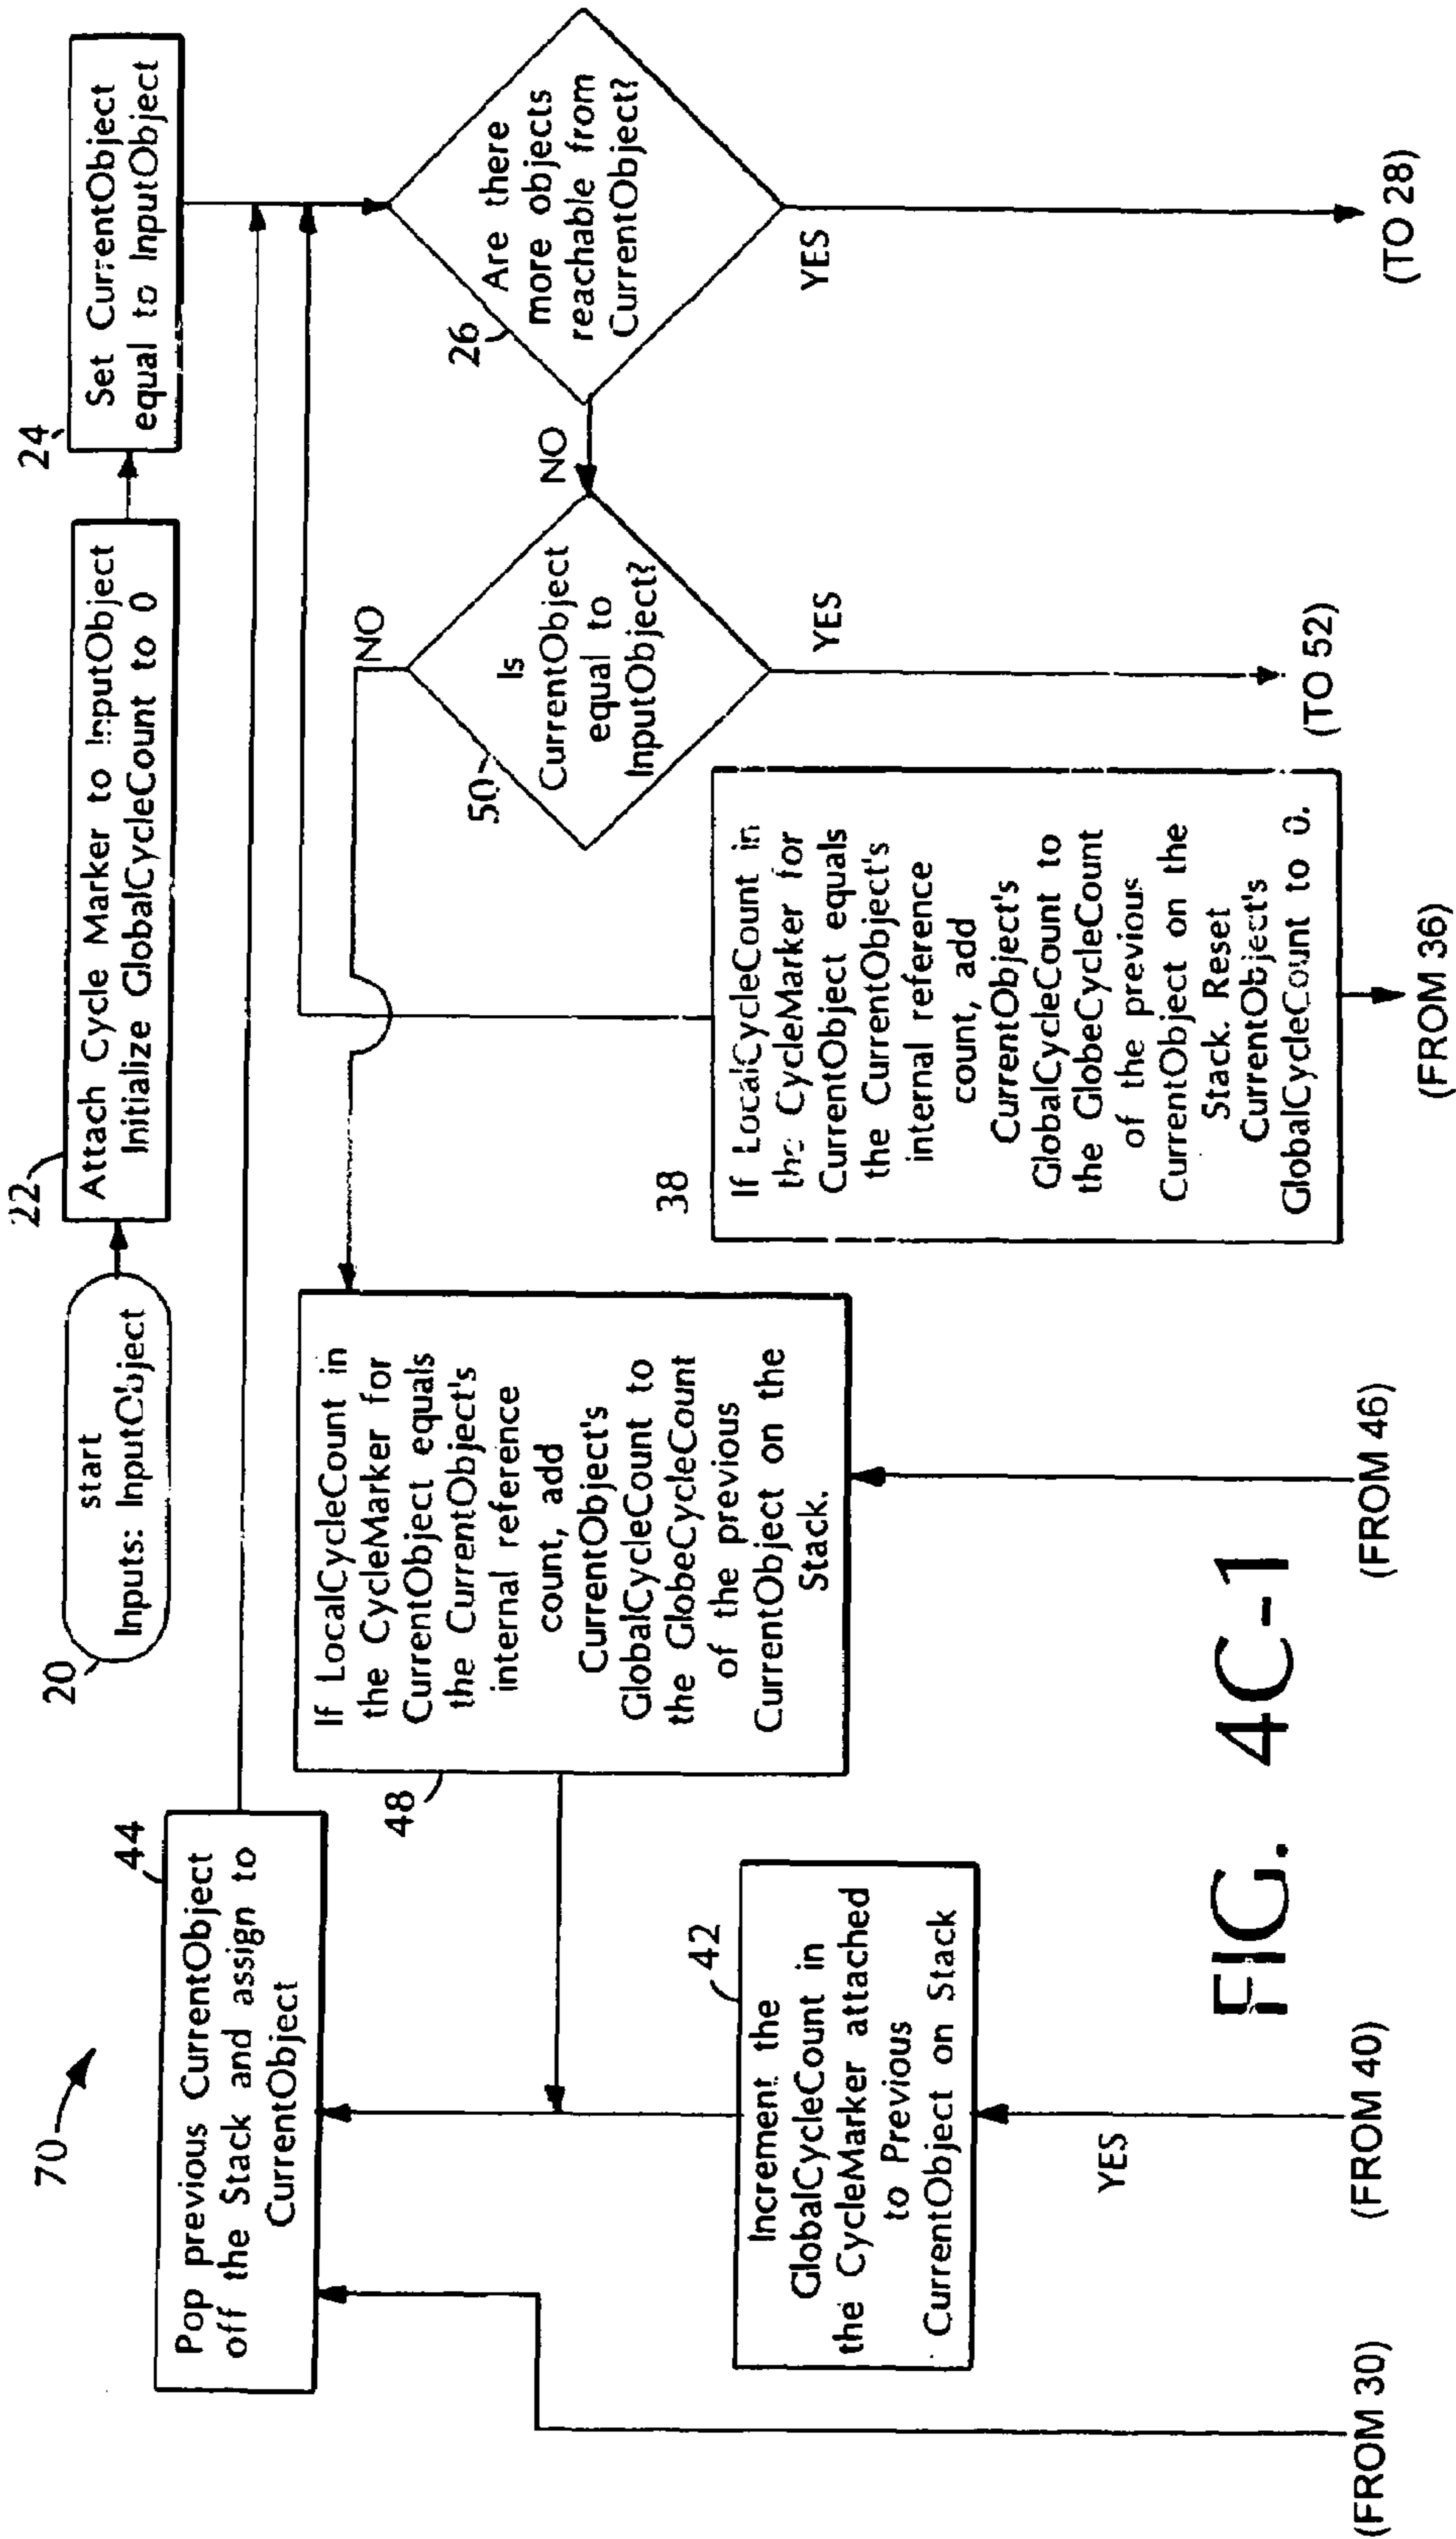 70
20
start
Inputs: InputObject
22
Attach Cycle Marker to InputObject
Initialize GlobalCycleCount to 0
24
Set CurrentObject
equal to InputObject
44
Pop previous CurrentObject
off the Stack and assign to
CurrentObject
48
If LocalCycleCount in
the CycleMarker for
CurrentObject equals
the CurrentObject's
internal reference
count, add
CurrentObject's
GlobalCycleCount to
the GlobeCycleCount
of the previous
CurrentObject on the
Stack.
NO
50
Is
CurrentObject
equal to
InputObject?
YES
NO
26
Are there
more objects
reachable from
CurrentObject?
YES
42
Increment the
GlobalCycleCount in
the CycleMarker attached
to Previous
CurrentObject on Stack
YES
38
If LocalCycleCount in
the CycleMarker for
CurrentObject equals
the CurrentObject's
internal reference
count, add
CurrentObject's
GlobalCycleCount to
the GlobeCycleCount
of the previous
CurrentObject on the
Stack. Reset
CurrentObject's
GlobalCycleCount to 0.
(FROM 30)
(FROM 40)
(FROM 46)
(FROM 36)
(TO 52)
(TO 28)
FIG. 4C-1